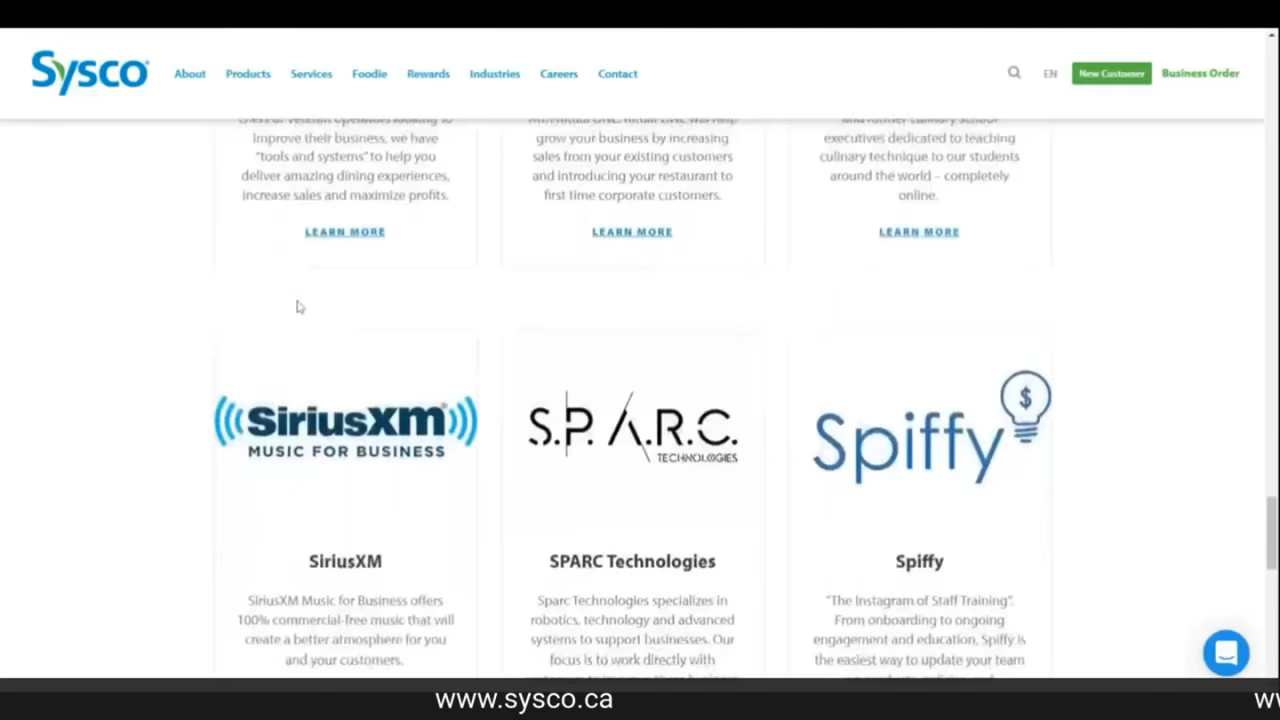 Sysco
About Products Services Foodie Rewards Industries Careers Contact
EN New Customer Business Order
improve their business, we have
"tools and systems" to help you
deliver amazing dining experiences,
increase sales and maximize profits.
LEARN MORE
grow your business by increasing
sales from your existing customers
and introducing your restaurant to
first time corporate customers.
LEARN MORE
executives dedicated to teaching
culinary technique to our students
around the world – completely
online.
LEARN MORE
SiriusXM
MUSIC FOR BUSINESS
SiriusXM
SiriusXM Music for Business offers
100% commercial-free music that will
create a better atmosphere for you
and your customers.
S.P.A.R.C.
TECHNOLOGIES
SPARC Technologies
Sparc Technologies specializes in
robotics, technology and advanced
systems to support businesses. Our
focus is to work directly with
$
Spiffy
Spiffy
"The Instagram of Staff Training".
From onboarding to ongoing
engagement and education, Spiffy is
the easiest way to update your team
www.sysco.ca